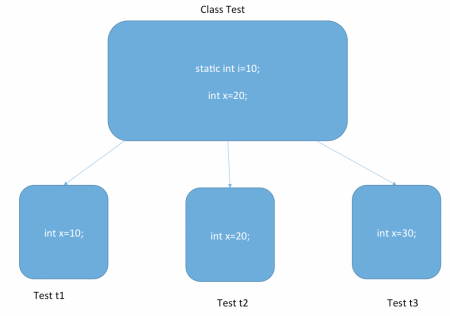 Class Test
static int i=10;
int x=20;
int x=10;
int x=20;
int x=30;
Test t1
Test t2
Test t3